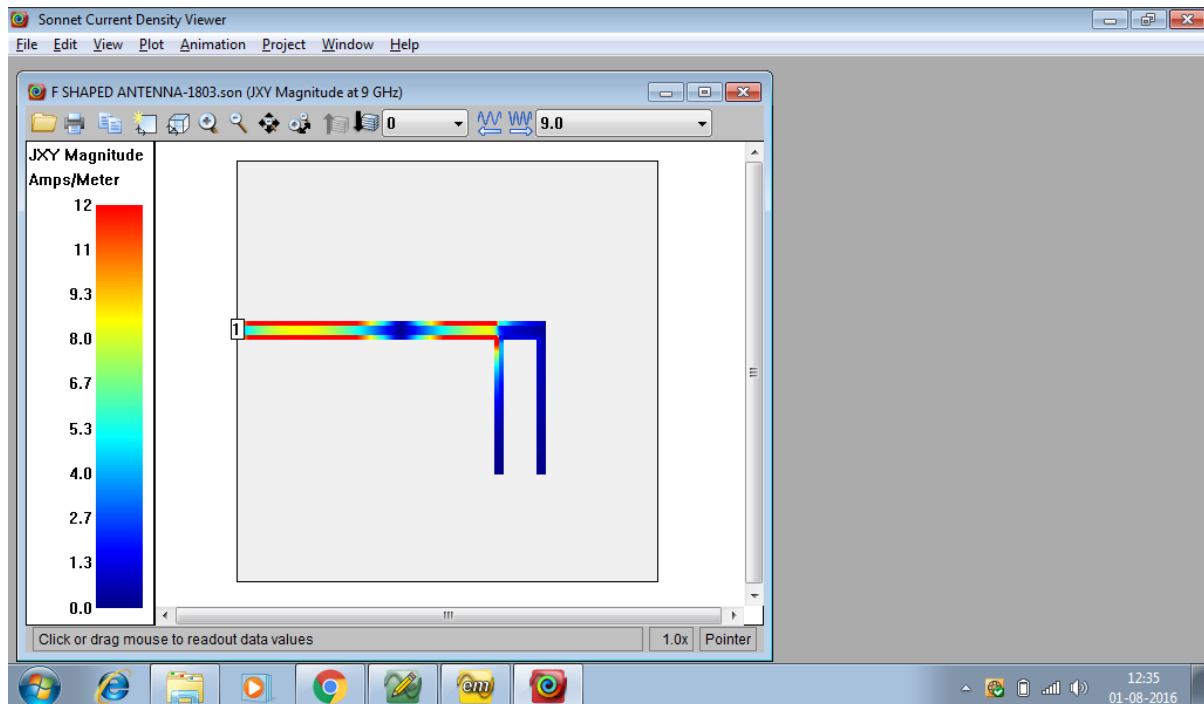 Sonnet Current Density Viewer
File Edit View Plot Animation Project Window Help
F SHAPED ANTENNA-1803.son (JXY Magnitude at 9 GHz)
0 9.0
JXY Magnitude
Amps/Meter
12
11
9.3
8.0
6.7
5.3
4.0
2.7
1.3
0.0
1
Click or drag mouse to readout data values 1.0x Pointer
em
12:35
01-08-2016